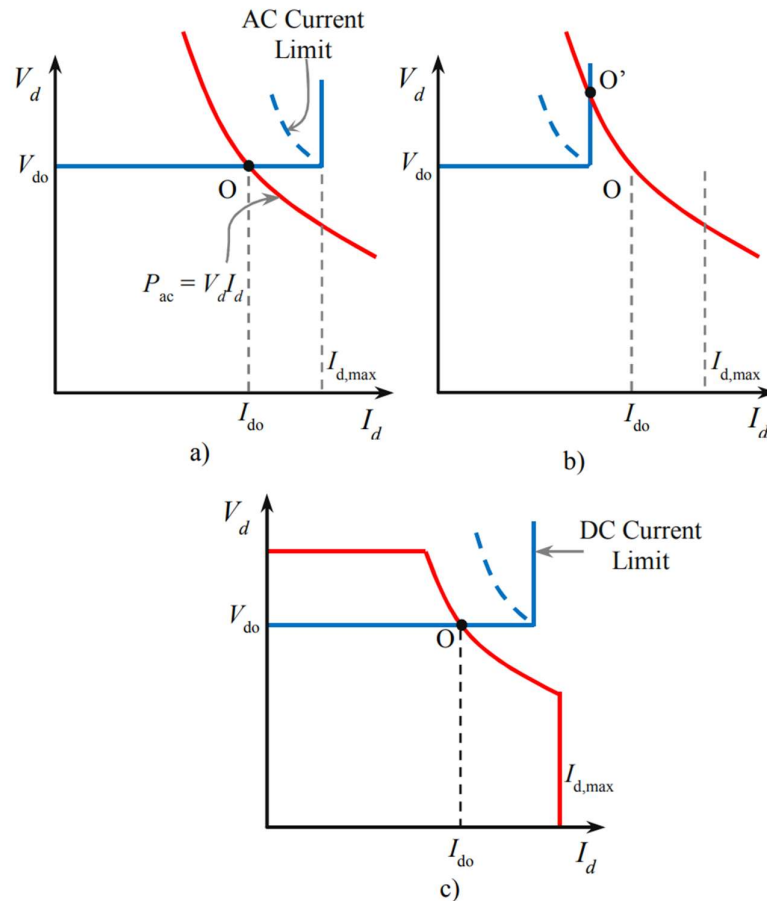 AC Current
Limit
V_d
V_do
O
P_ac = V_d I_d
I_d,max
I_do
I_d
a)
V_d
O'
V_do
O
I_d,max
I_do
I_d
b)
V_d
DC Current
Limit
V_do
O
I_d,max
I_do
I_d
c)